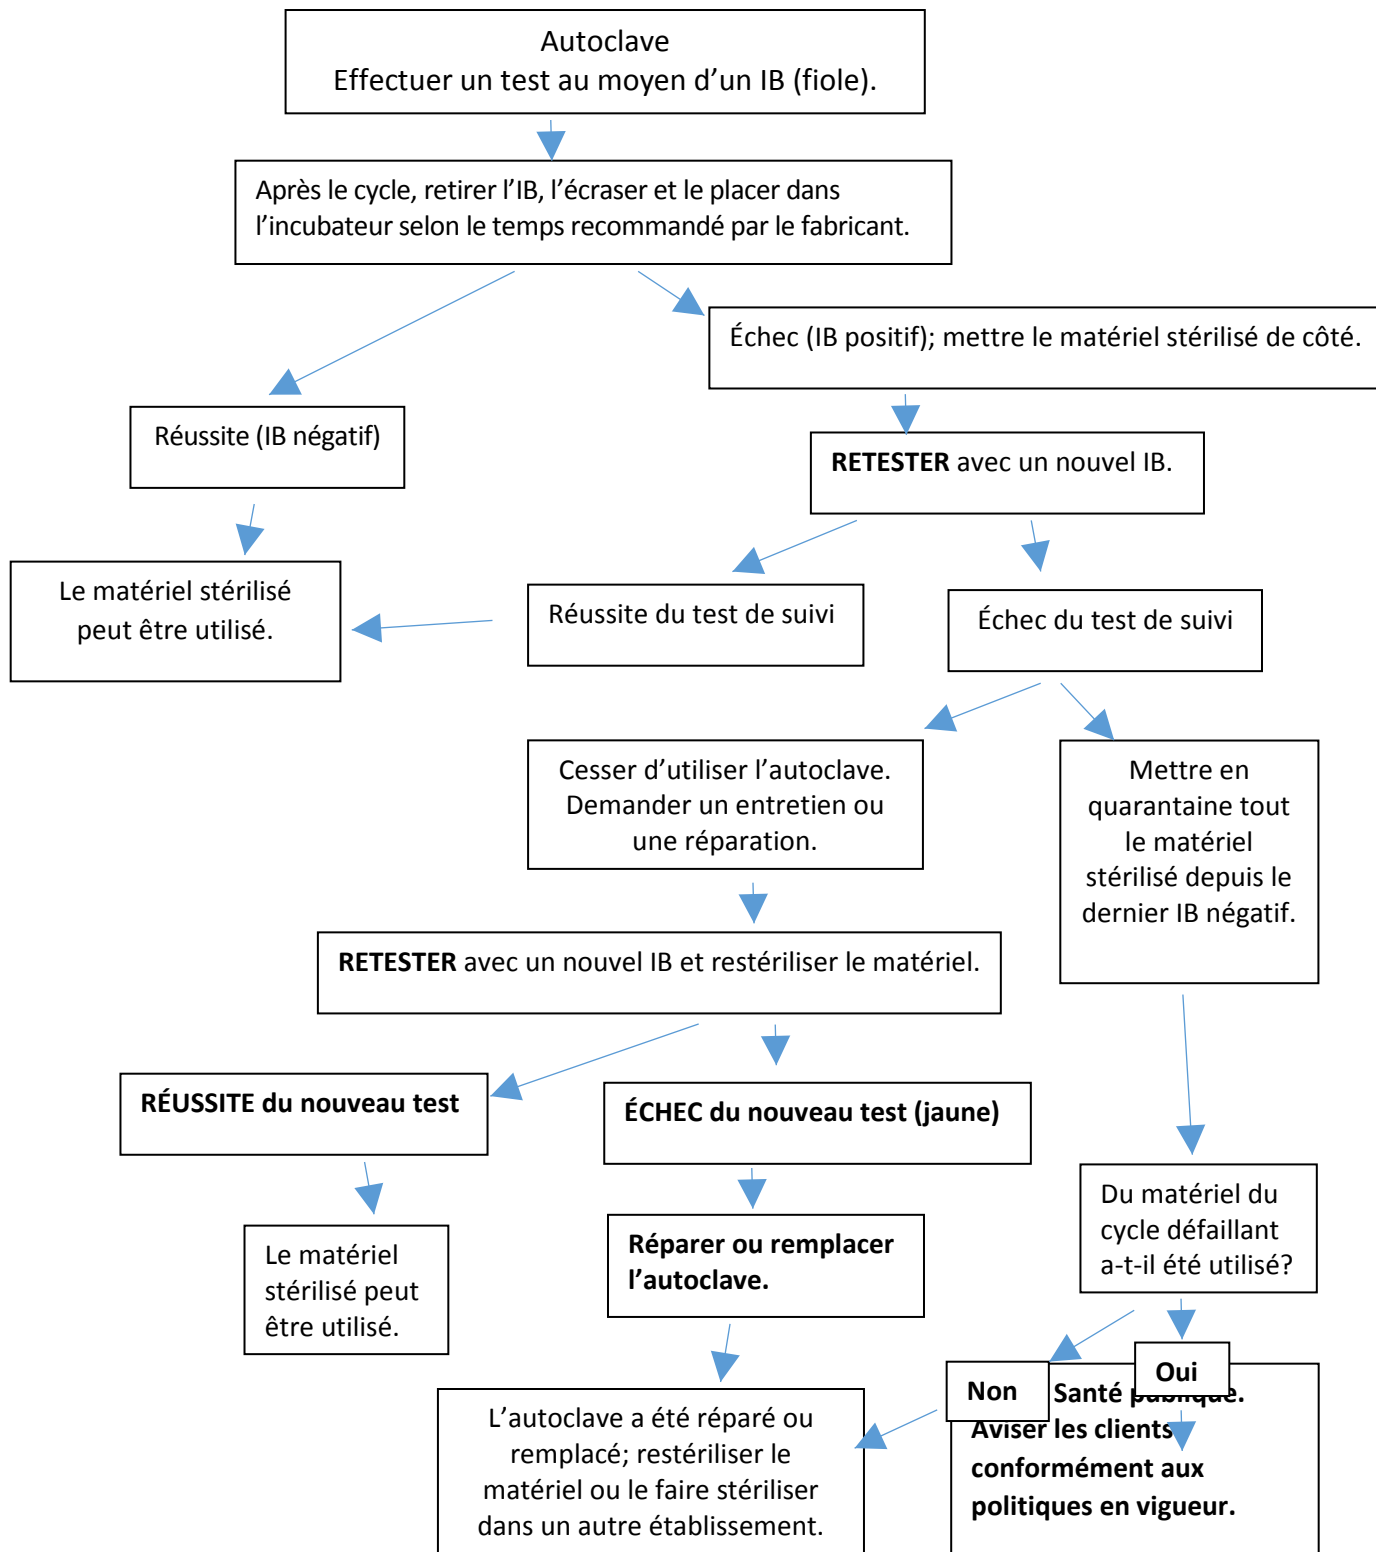 Autoclave
Effectuer un test au moyen d’un IB (fiole).
Après le cycle, retirer l’IB, l’écraser et le placer dans
l’incubateur selon le temps recommandé par le fabricant.
Échec (IB positif); mettre le matériel stérilisé de côté.
Réussite (IB négatif)
RETESTER avec un nouvel IB.
Le matériel stérilisé
peut être utilisé.
Réussite du test de suivi
Échec du test de suivi
Cesser d’utiliser l’autoclave.
Demander un entretien ou
une réparation.
Mettre en
quarantaine tout
le matériel
stérilisé depuis le
dernier IB négatif.
RETESTER avec un nouvel IB et restériliser le matériel.
RÉUSSITE du nouveau test
ÉCHEC du nouveau test (jaune)
Le matériel
stérilisé peut
être utilisé.
Réparer ou remplacer
l’autoclave.
Du matériel du
cycle défaillant
a-t-il été utilisé?
Non
Oui
L’autoclave a été réparé ou
remplacé; restériliser le
matériel ou le faire stériliser
dans un autre établissement.
Santé publique.
Aviser les clients
conformément aux
politiques en vigueur.